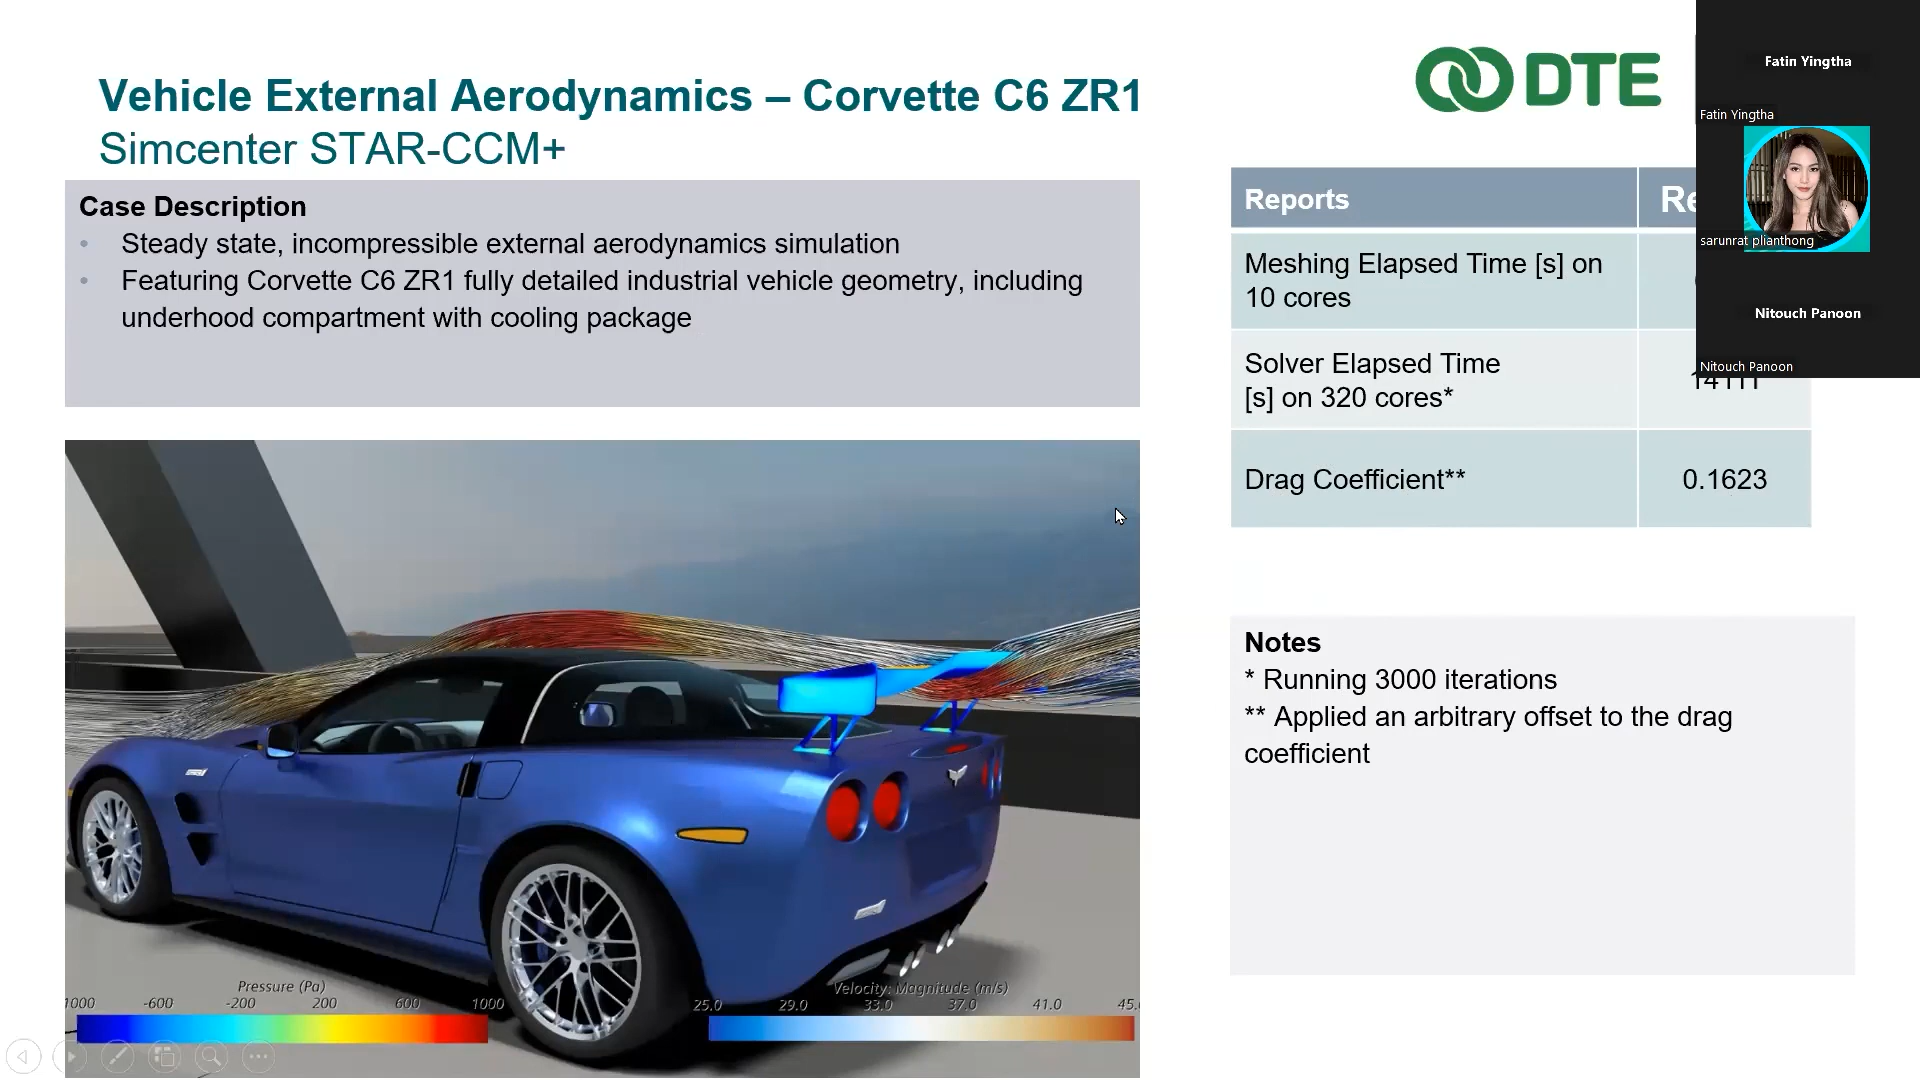 Vehicle External Aerodynamics – Corvette C6 ZR1
Simcenter STAR-CCM+
DTE
Case Description
• Steady state, incompressible external aerodynamics simulation
• Featuring Corvette C6 ZR1 fully detailed industrial vehicle geometry, including
underhood compartment with cooling package
Reports
Meshing Elapsed Time [s] on
10 cores
Solver Elapsed Time
[s] on 320 cores*
14111
Drag Coefficient** 0.1623
Notes
* Running 3000 iterations
** Applied an arbitrary offset to the drag
coefficient
Pressure (Pa)
1000 -600 -200 200 600 1000
Velocity: Magnitude (m/s)
25.0 29.0 33.0 37.0 41.0 45.
Fatin Yingtha
Fatin Yingtha
sarunrat plianthong
Nitouch Panoon
Nitouch Panoon